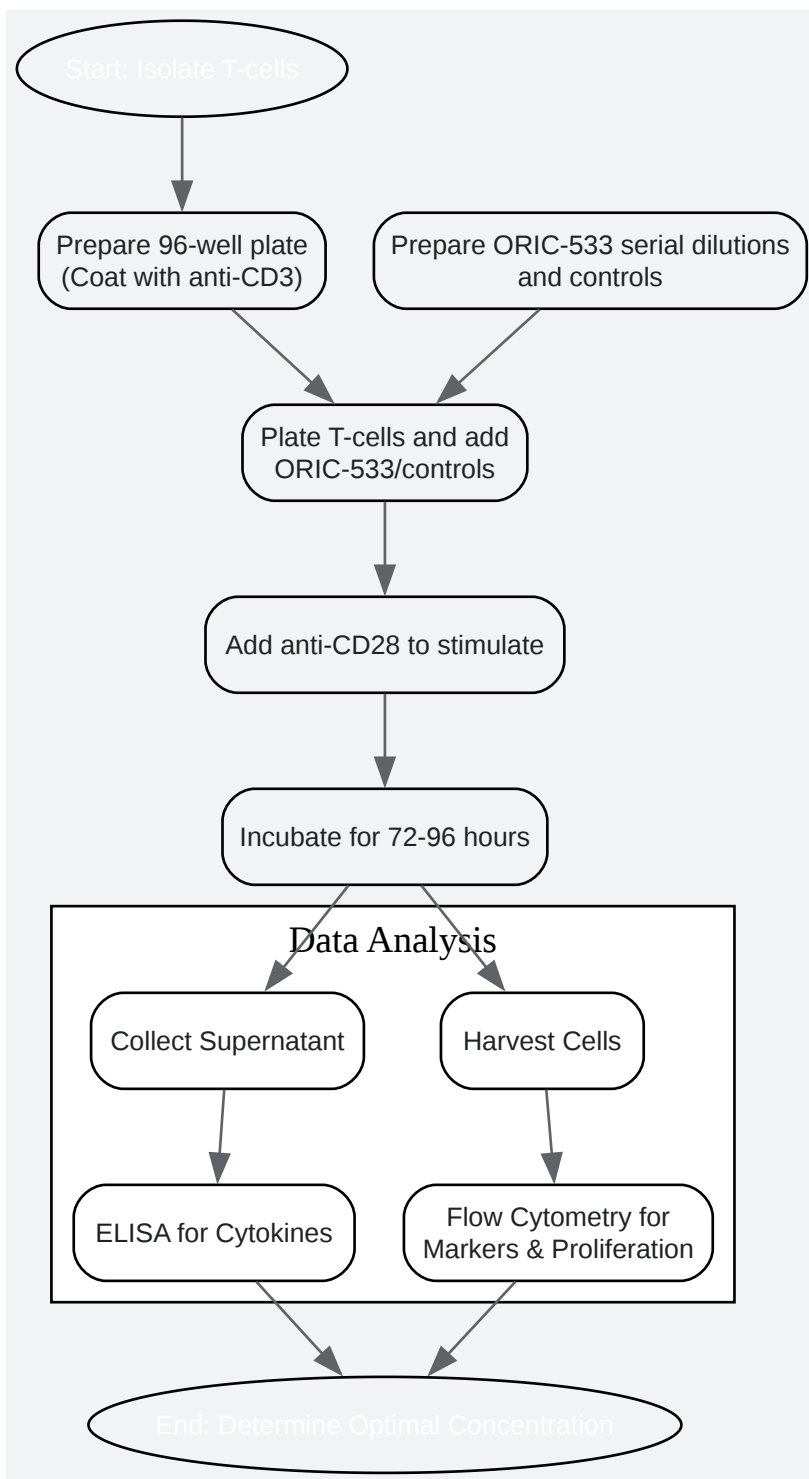 Start: Isolate T-cells
Prepare 96-well plate
(Coat with anti-CD3)
Prepare ORIC-533 serial dilutions
and controls
Plate T-cells and add
ORIC-533/controls
Add anti-CD28 to stimulate
Incubate for 72-96 hours
Data Analysis
Collect Supernatant
Harvest Cells
ELISA for Cytokines
Flow Cytometry for
Markers & Proliferation
End: Determine Optimal Concentration